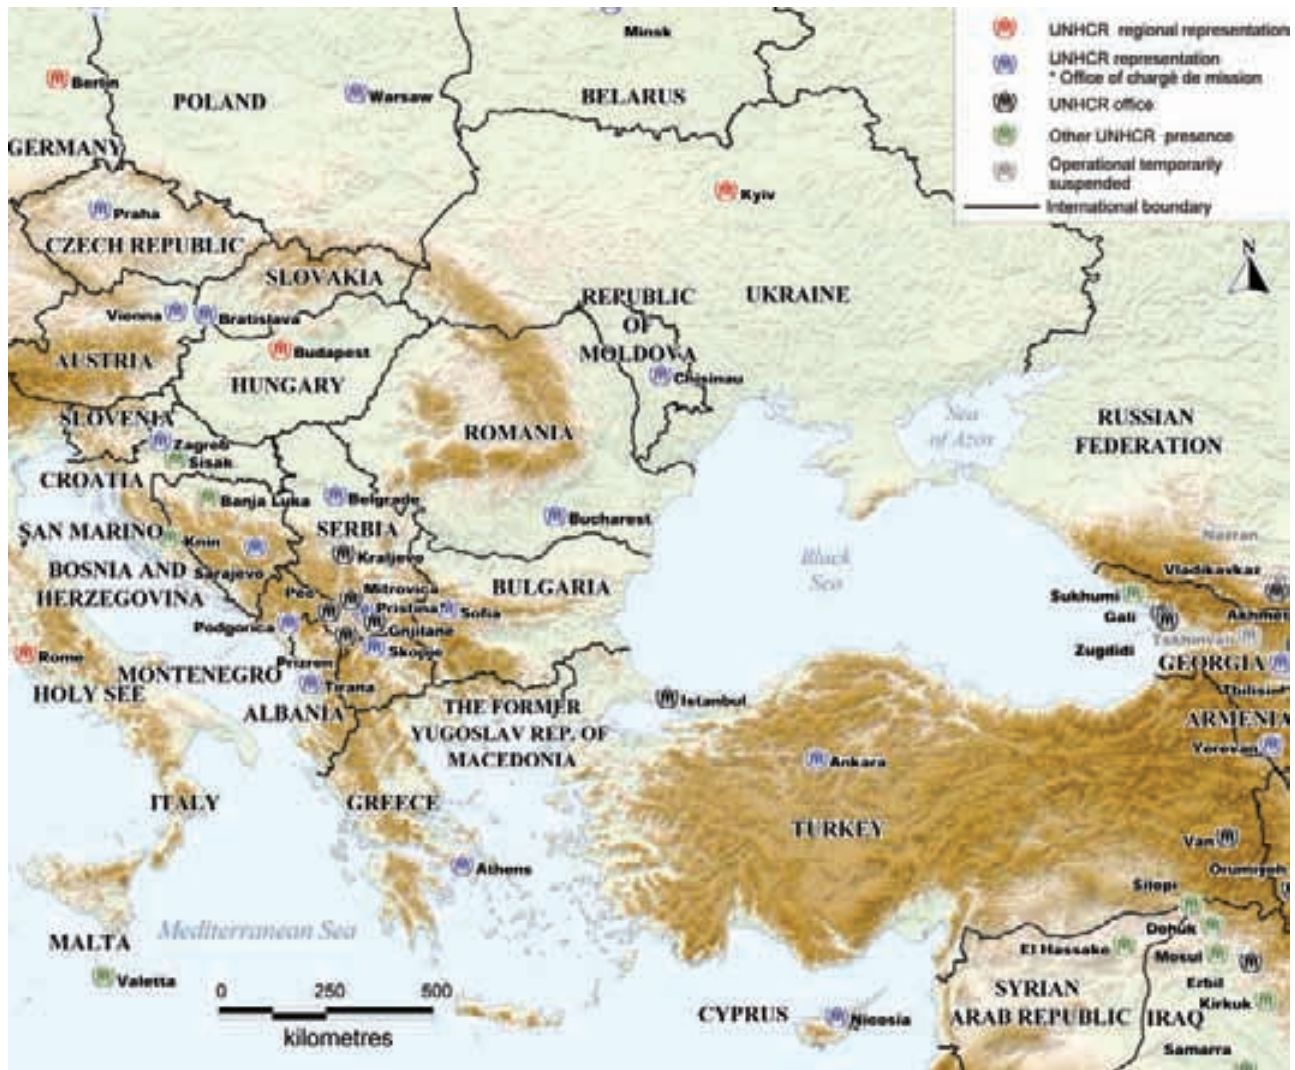 UNHCR regional representations
UNHCR representation
* Office of chargé de mission
UNHCR office
Other UNHCR presence
Operational temporarily
suspended
International boundary
N
Minsk
Berlin
POLAND
Warsaw
BELARUS
GERMANY
Kyiv
Praha
CZECH REPUBLIC
SLOVAKIA
REPUBLIC
OF
MOLDOVA
UKRAINE
Vienna
Bratislava
Budapest
AUSTRIA
HUNGARY
Chisinau
SLOVENIA
Zagreb
Sisak
ROMANIA
Sea
of Azov
RUSSIAN
FEDERATION
CROATIA
Banja Luka
Belgrade
Bucharest
SAN MARINO
Knin
SERBIA
Kraljevo
Black
Sea
Nazran
BOSNIA AND
HERZEGOVINA
Sarajevo
BULGARIA
Vladikavkaz
Pec
Mitrovica
Pristina
Sofia
Sukhumi
Akhmet
Gali
Podgorica
Gnjilane
Skopje
Tskhinvali
Zugdidi
Rome
Prizren
GEORGIA
HOLY SEE
MONTENEGRO
Tirana
Tbilisi
ALBANIA
THE FORMER
YUGOSLAV REP. OF
MACEDONIA
Istanbul
ARMENIA
Yerevan
Ankara
ITALY
GREECE
TURKEY
Van
Athens
Orumiyeh
Silopi
Mediterranean Sea
MALTA
Dohuk
El Hassake
Mosul
Valetta
Erbil
0 250 500
kilometres
SYRIAN
ARAB REPUBLIC
Kirkuk
CYPRUS
Nicosia
IRAQ
Samarra